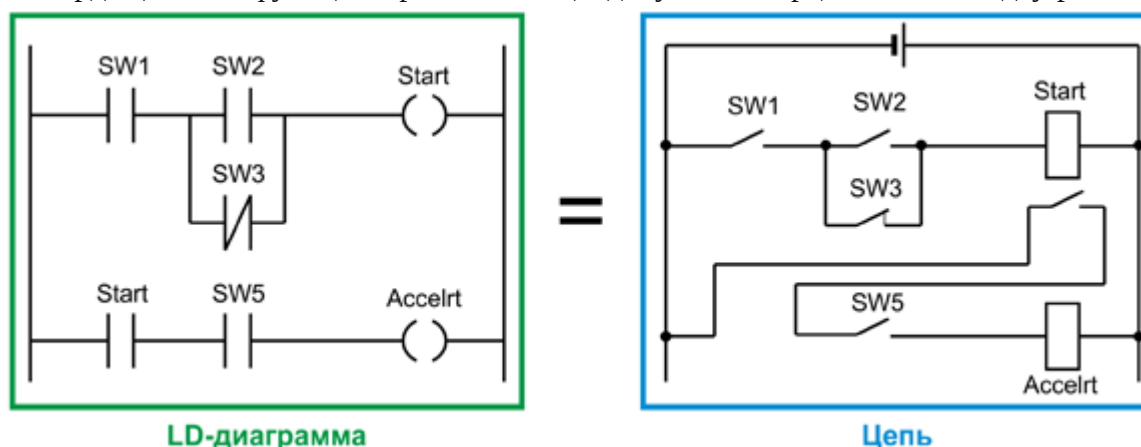 SW1 SW2 Start
SW3
Start SW5 Accelrt
LD-диаграмма
=
SW1 SW2 Start
SW3
SW5
Accelrt
Цепь